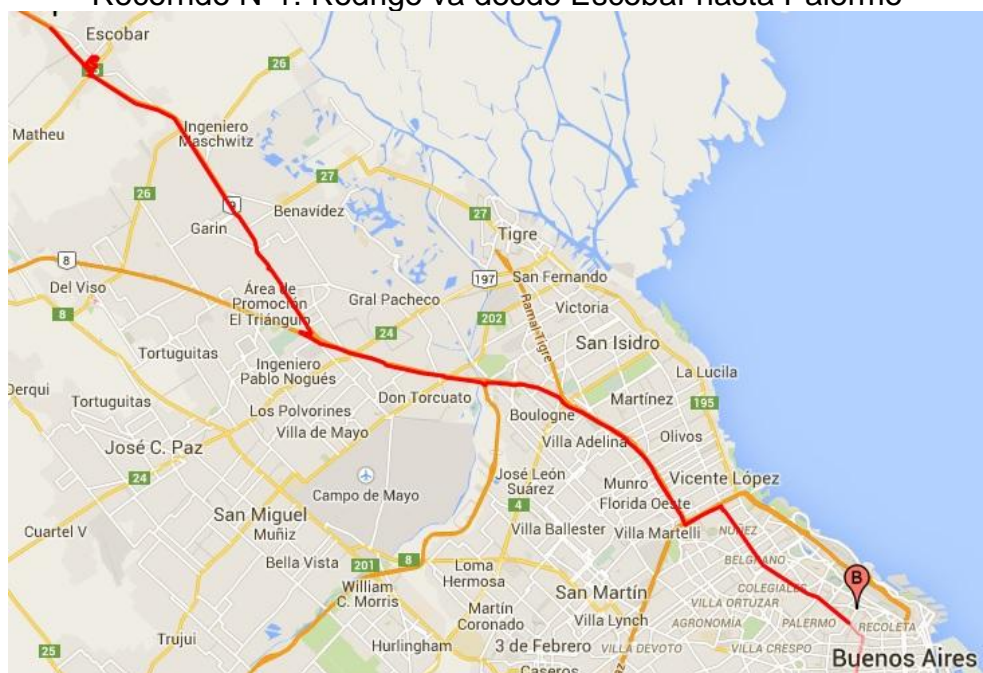 Recorrido N°1: Rodrigo va desde Escobar hasta Palermo
Escobar
26
Matheu
Ingeniero
Maschwitz
27
26
Benavídez
9
27
Garin
Tigre
8
197
San Fernando
Del Viso
Área de
Promoción
El Triángulo
Gral Pacheco
Victoria
8
202
Ramal-Tigre
24
San Isidro
Tortuguitas
Ingeniero
Pablo Nogués
La Lucila
Derqui
Tortuguitas
Don Torcuato
Martínez
195
Los Polvorines
Boulogne
Villa de Mayo
Villa Adelina
Olivos
José C. Paz
24
José León
Suárez
Vicente López
Campo de Mayo
Munro
4
Florida Oeste
San Miguel
Cuartel V
Muñiz
Villa Ballester
Villa Martelli
NÚÑEZ
Bella Vista
201
8
Loma
Hermosa
BELGRANO
B
William
C. Morris
San Martín
COLEGIALES
VILLA ORTUZAR
Martín
Coronado
Villa Lynch
AGRONOMIA
PALERMO
RECOLETA
Trujui
Hurlingham
3 de Febrero
VILLA DEVOTO
VILLA CRESPO
25
Caseros
Buenos Aires